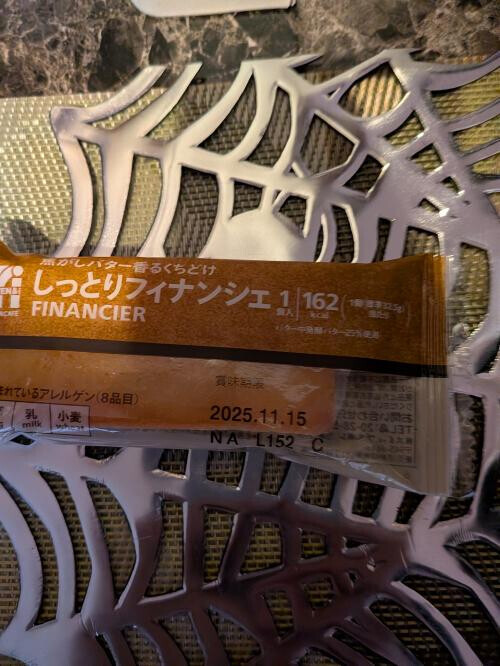 焦がしバター香るくちどけ
しっとりフィナンシェ 1個入 162kcal
FINANCIER
バター中発酵バター25%使用
賞味期限
まれているアレルゲン(8品目)
乳 小麦
milk wheat
2025.11.15
NA L152 C